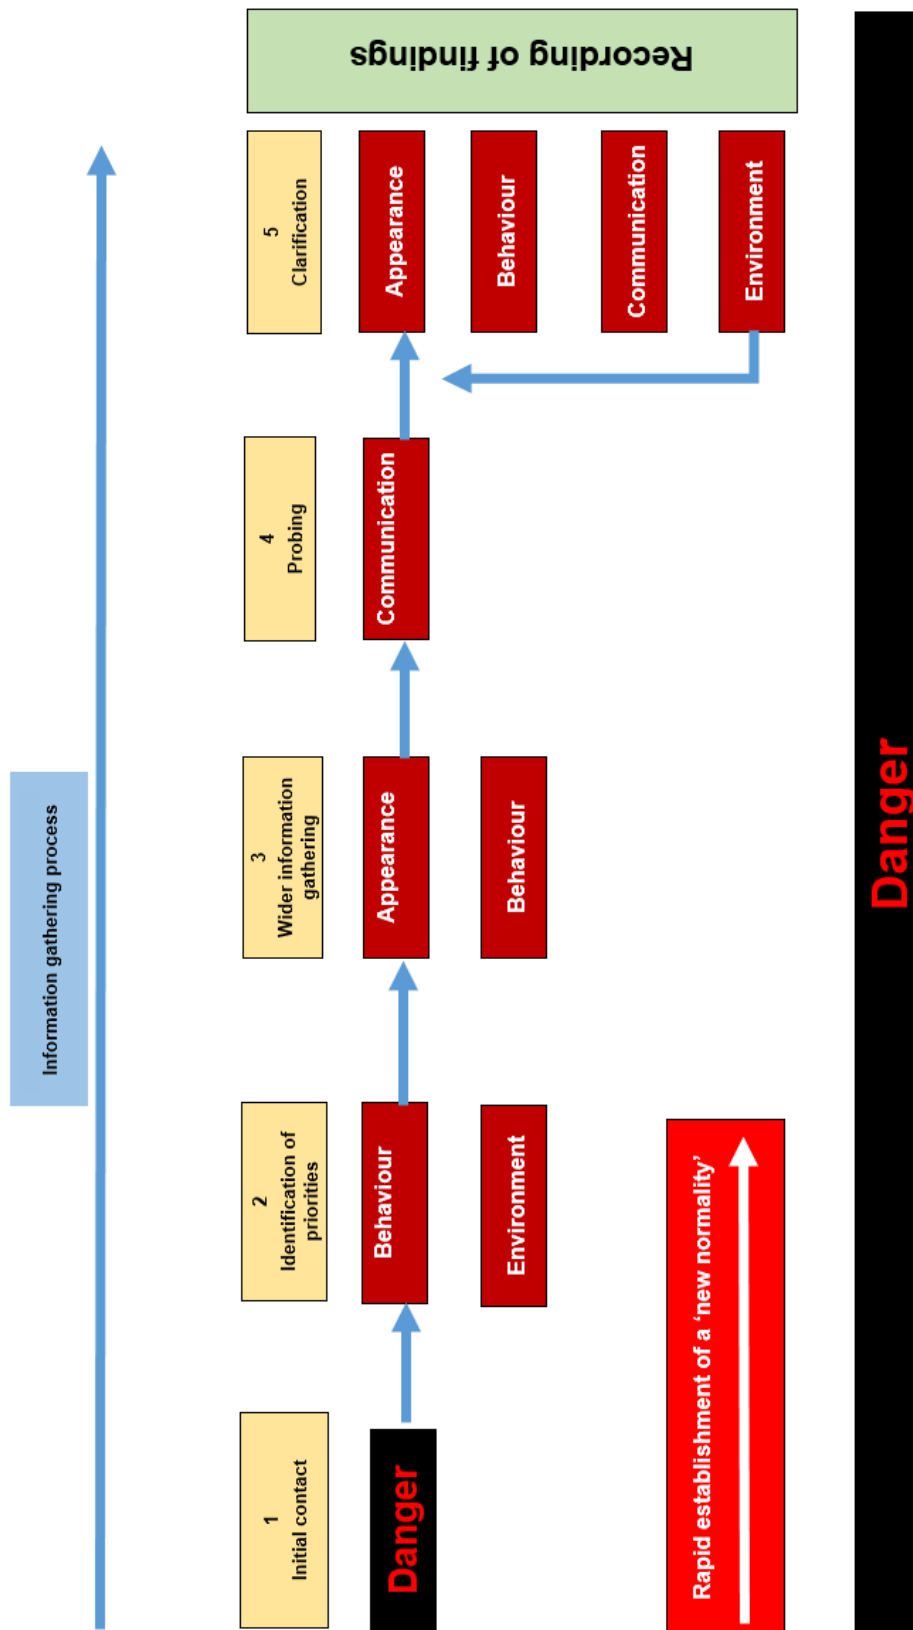 Information gathering process
1
Initial contact
2
Identification of
priorities
3
Wider information
gathering
4
Probing
5
Clarification
Danger
Behaviour
Environment
Appearance
Behaviour
Communication
Appearance
Behaviour
Communication
Environment
Recording of findings
Rapid establishment of a ‘new normality’
Danger